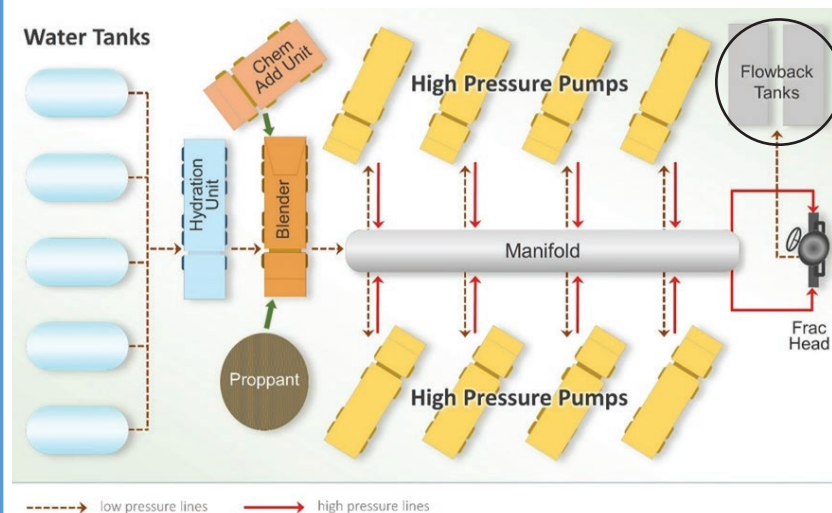 Water Tanks
Chem
Add Unit
High Pressure Pumps
Flowback
Tanks
Hydration
Unit
Blender
Manifold
Frac
Head
Proppant
High Pressure Pumps
low pressure lines
high pressure lines